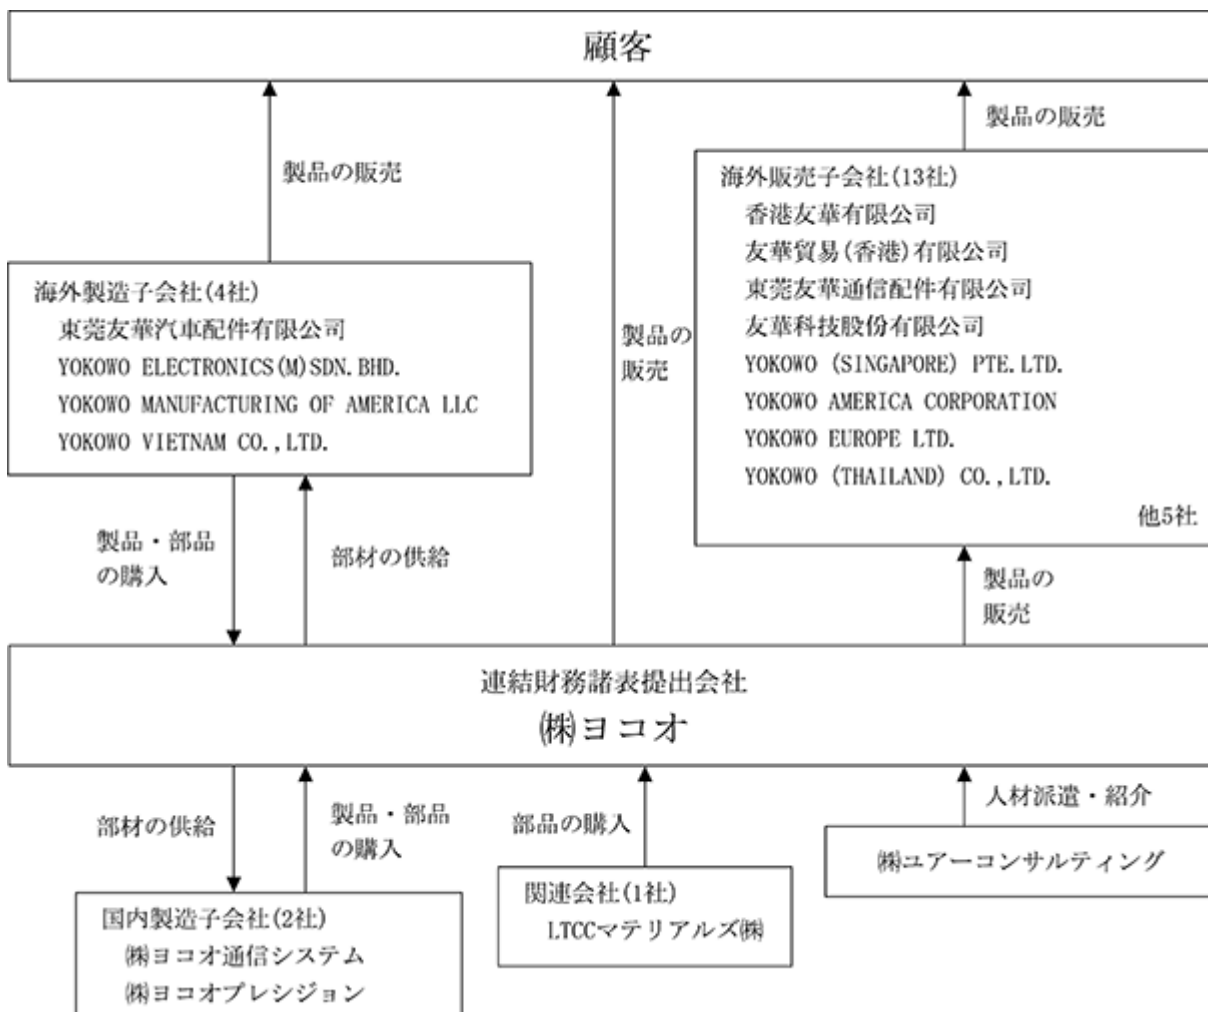 顧客
製品の販売
製品の販売
海外販売子会社(13社)
香港友華有限公司
友華貿易(香港)有限公司
東莞友華通信配件有限公司
友華科技股份有限公司
YOKOWO (SINGAPORE) PTE.LTD.
YOKOWO AMERICA CORPORATION
YOKOWO EUROPE LTD.
YOKOWO (THAILAND) CO.,LTD.
他5社
海外製造子会社(4社)
東莞友華汽車配件有限公司
YOKOWO ELECTRONICS(M)SDN.BHD.
YOKOWO MANUFACTURING OF AMERICA LLC
YOKOWO VIETNAM CO.,LTD.
製品の
販売
製品・部品
の購入
部材の供給
製品の
販売
連結財務諸表提出会社
㈱ヨコオ
部材の供給
製品・部品
の購入
部品の購入
人材派遣・紹介
㈱ユアーコンサルティング
国内製造子会社(2社)
㈱ヨコオ通信システム
㈱ヨコオプレシジョン
関連会社(1社)
LTCCマテリアルズ㈱